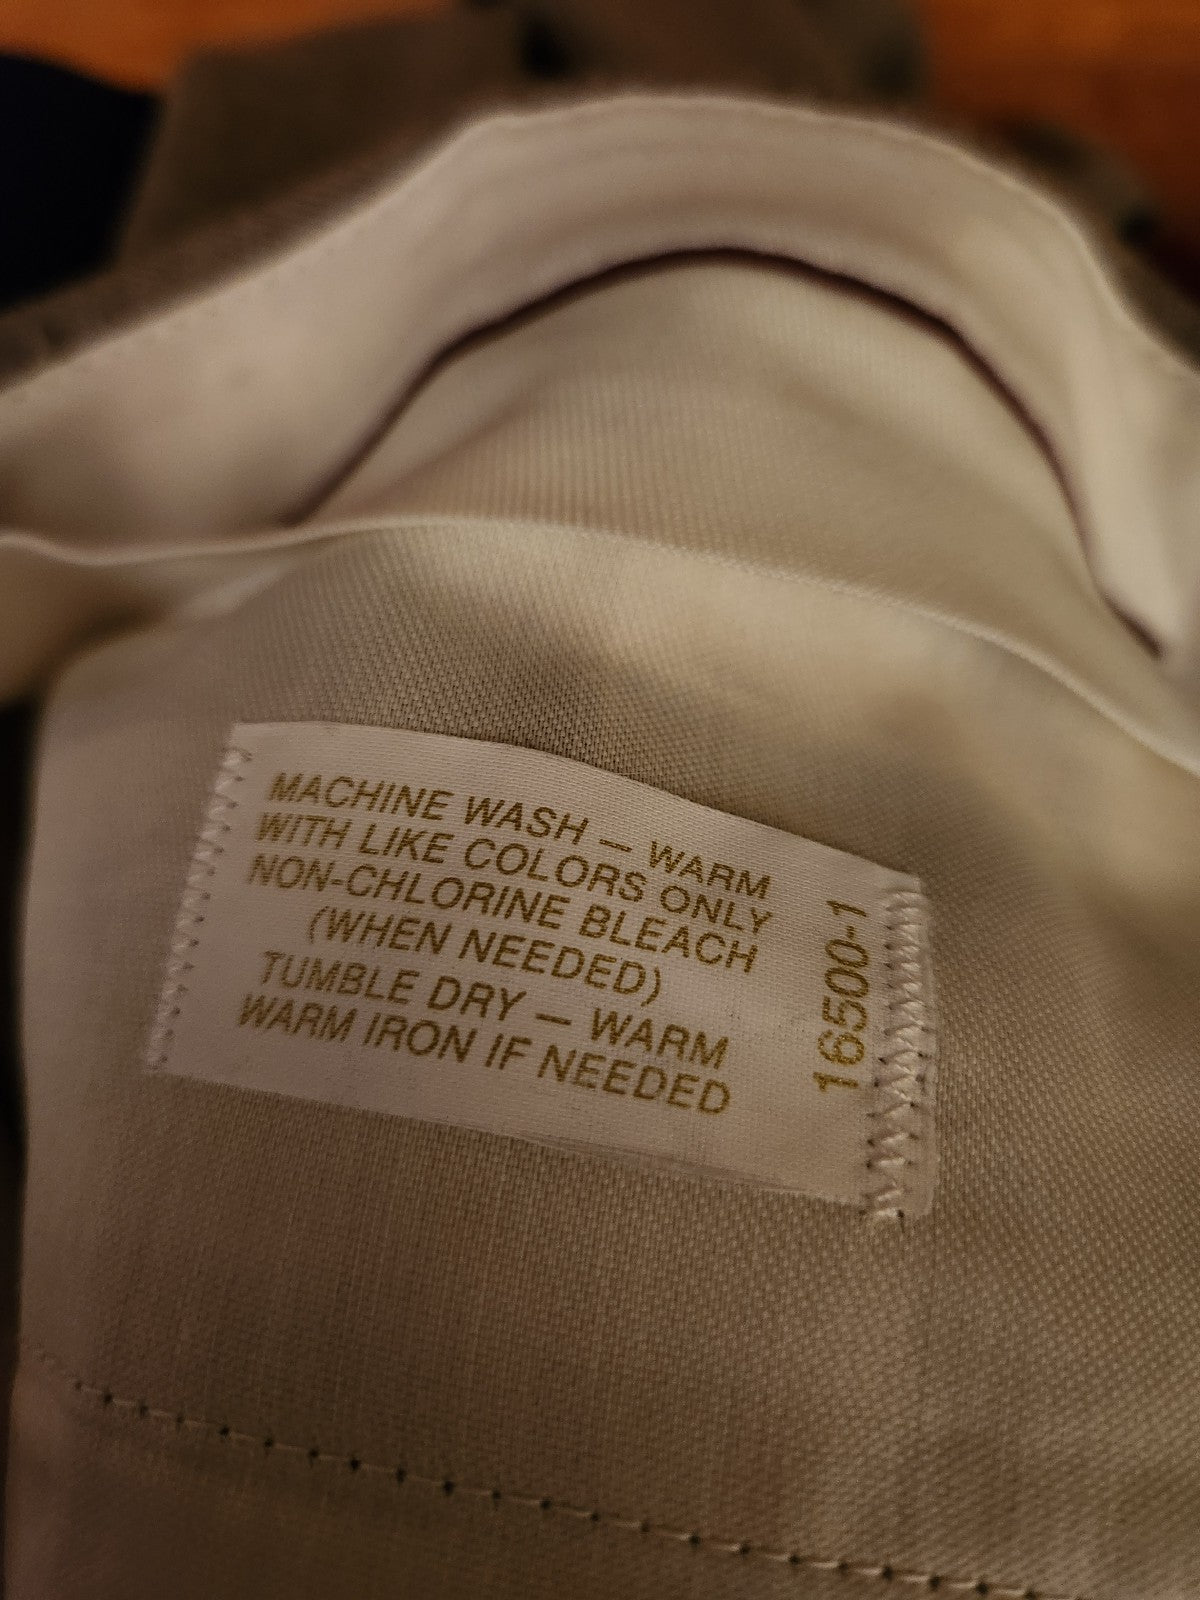 MACHINE WASH — WARM
WITH LIKE COLORS ONLY
NON-CHLORINE BLEACH
(WHEN NEEDED)
TUMBLE DRY — WARM
WARM IRON IF NEEDED
16500-1